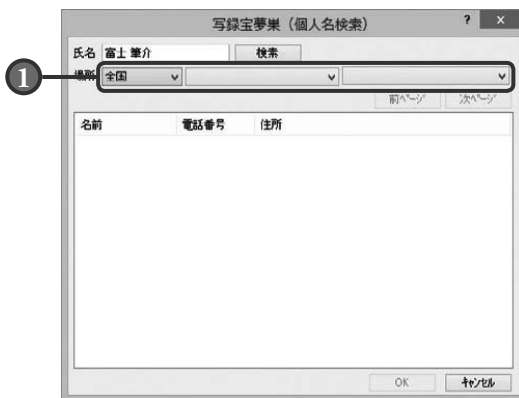 写録宝夢巣（個人名検索） ? x
氏名 富士 筆介 検索
1 場所 全国
前ページ 次ページ
名前 電話番号 住所
OK キャンセル